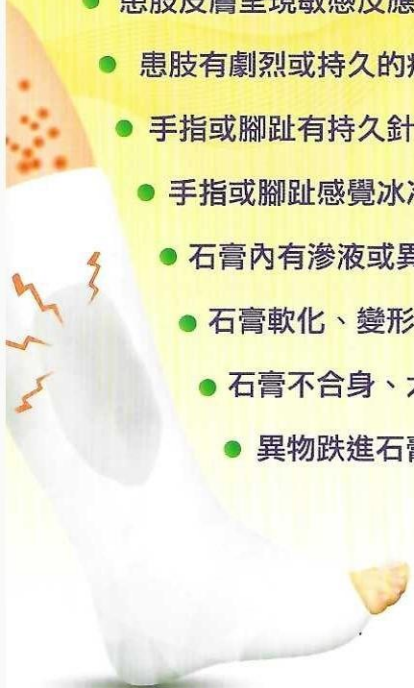 患肢皮膚呈現敏感反應
患肢有劇烈或持久的
手指或腳趾有持久針
手指或腳趾感覺冰
石膏內有滲液或異
石膏軟化、變形
石膏不合身、
異物跌進石膏